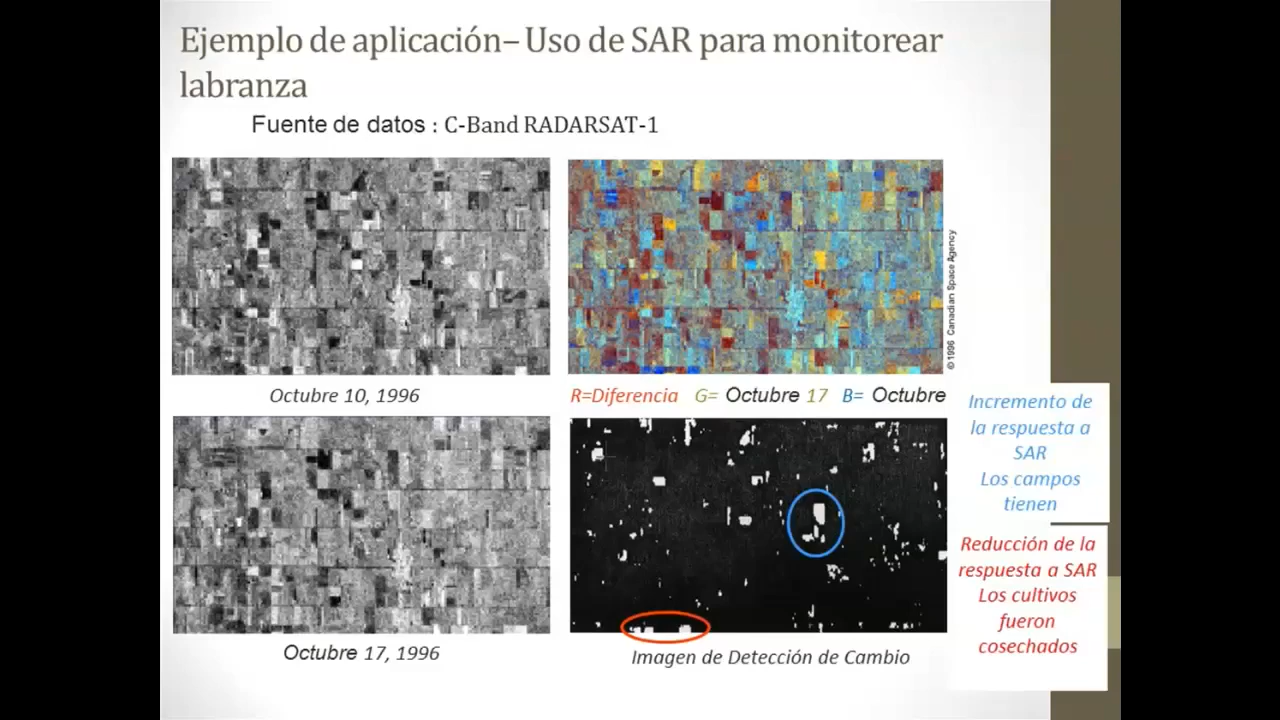 Ejemplo de aplicación– Uso de SAR para monitorear
labranza
Fuente de datos : C-Band RADARSAT-1
© 1996 Canadian Space Agency
Octubre 10, 1996
R=Diferencia G= Octubre 17 B= Octubre
Incremento de
la respuesta a
SAR
Los campos
tienen
Reducción de la
respuesta a SAR
Los cultivos
fueron
cosechados
Octubre 17, 1996
Imagen de Detección de Cambio